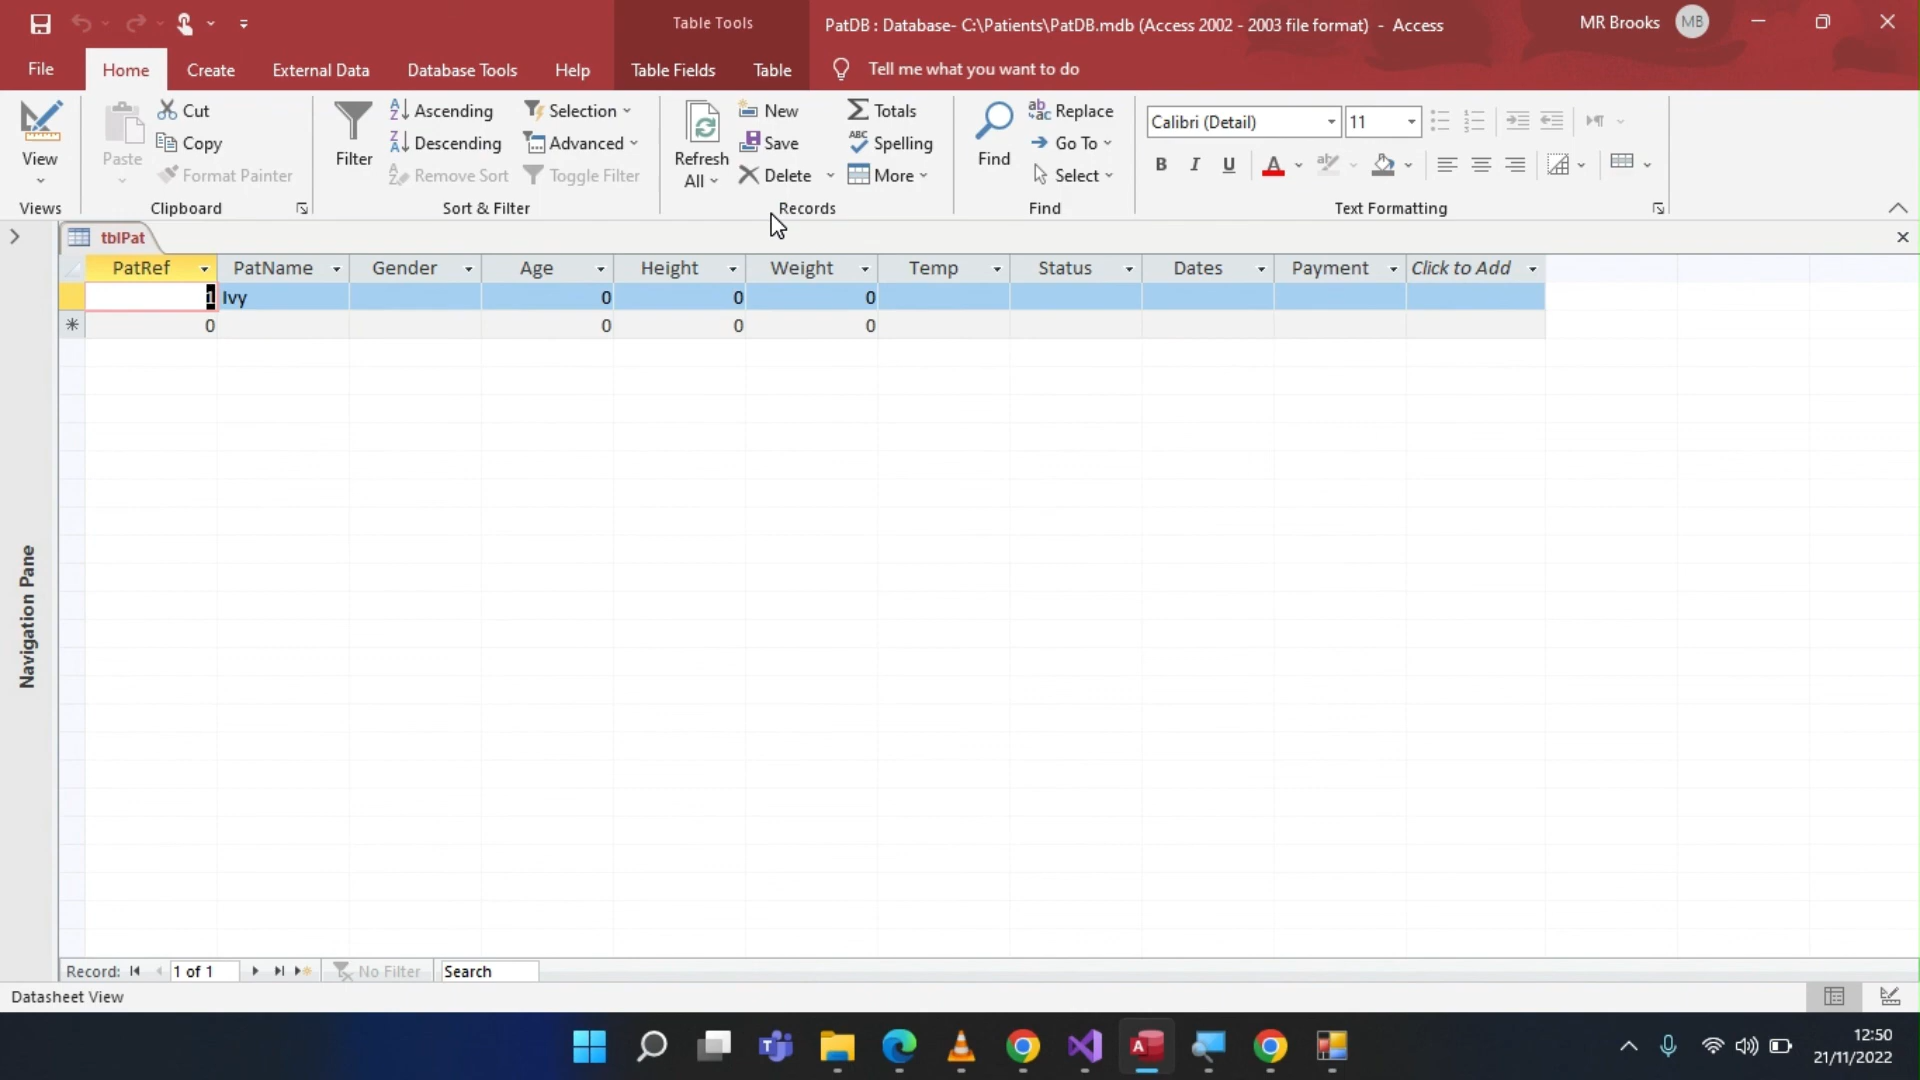 Table Tools
PatDB : Database- C:\Patients\PatDB.mdb (Access 2002 - 2003 file format) - Access
MR Brooks
MB
File
Home
Create
External Data
Database Tools
Help
Table Fields
Table
Tell me what you want to do
View
Views
Paste
Cut
Copy
Format Painter
Clipboard
Filter
Ascending
Descending
Remove Sort
Selection
Advanced
Toggle Filter
Sort & Filter
Refresh
All
New
Save
Delete
Totals
Spelling
More
Records
Find
Replace
Go To
Select
Find
Calibri (Detail)
11
B I U
Text Formatting
tblPat
PatRef PatName Gender Age Height Weight Temp Status Dates Payment Click to Add
1 Ivy 0 0 0
0 0 0 0
Navigation Pane
Record: 1 of 1 No Filter Search
Datasheet View
12:50
21/11/2022